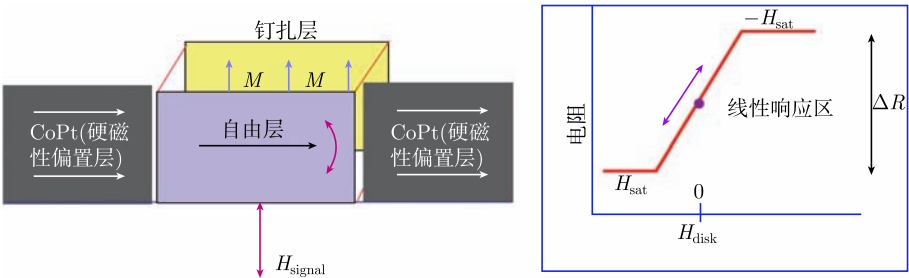 钉扎层
M M
自由层
CoPt(硬磁
性偏置层)
CoPt(硬磁
性偏置层)
H_signal
-H_sat
电阻
线性响应区
ΔR
H_sat
0
H_disk